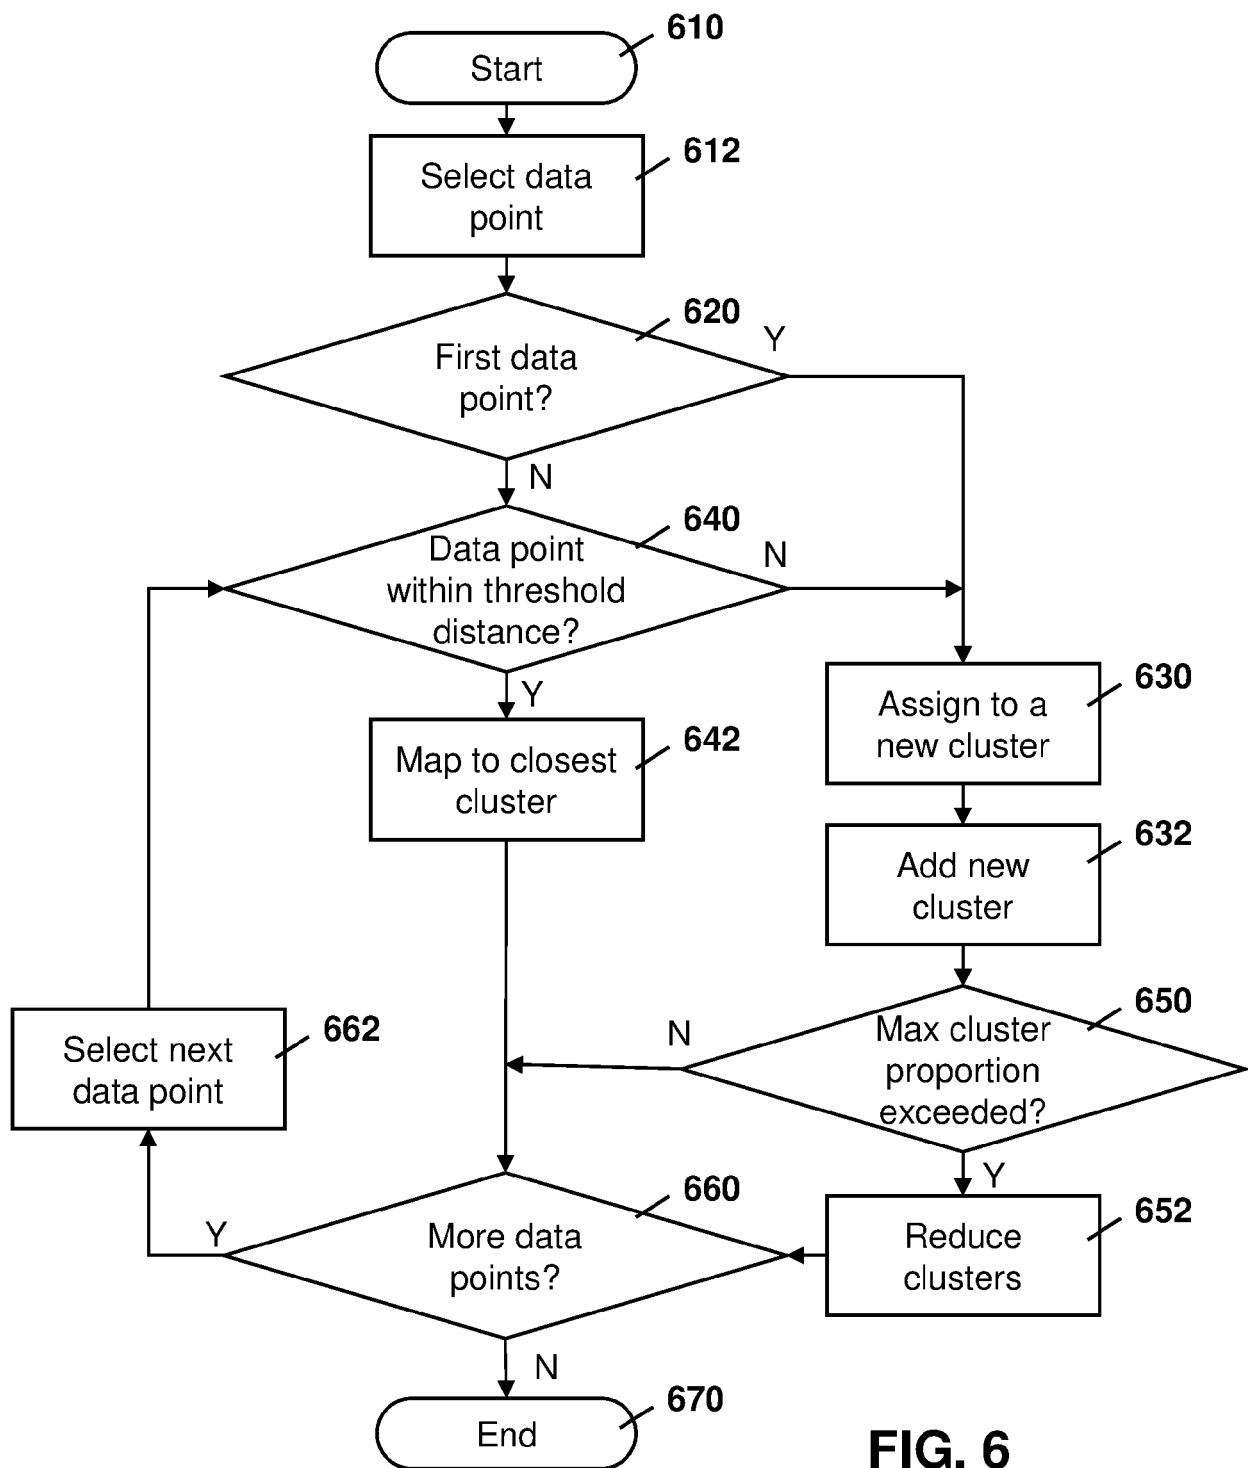 610
Start
612
Select data
point
620
Y
First data
point?
N
640
N
Data point
within threshold
distance?
Y
630
Assign to a
new cluster
642
Map to closest
cluster
632
Add new
cluster
650
N
Max cluster
proportion
exceeded?
662
Select next
data point
Y
660
Y
More data
points?
652
Reduce
clusters
N
670
End
FIG. 6